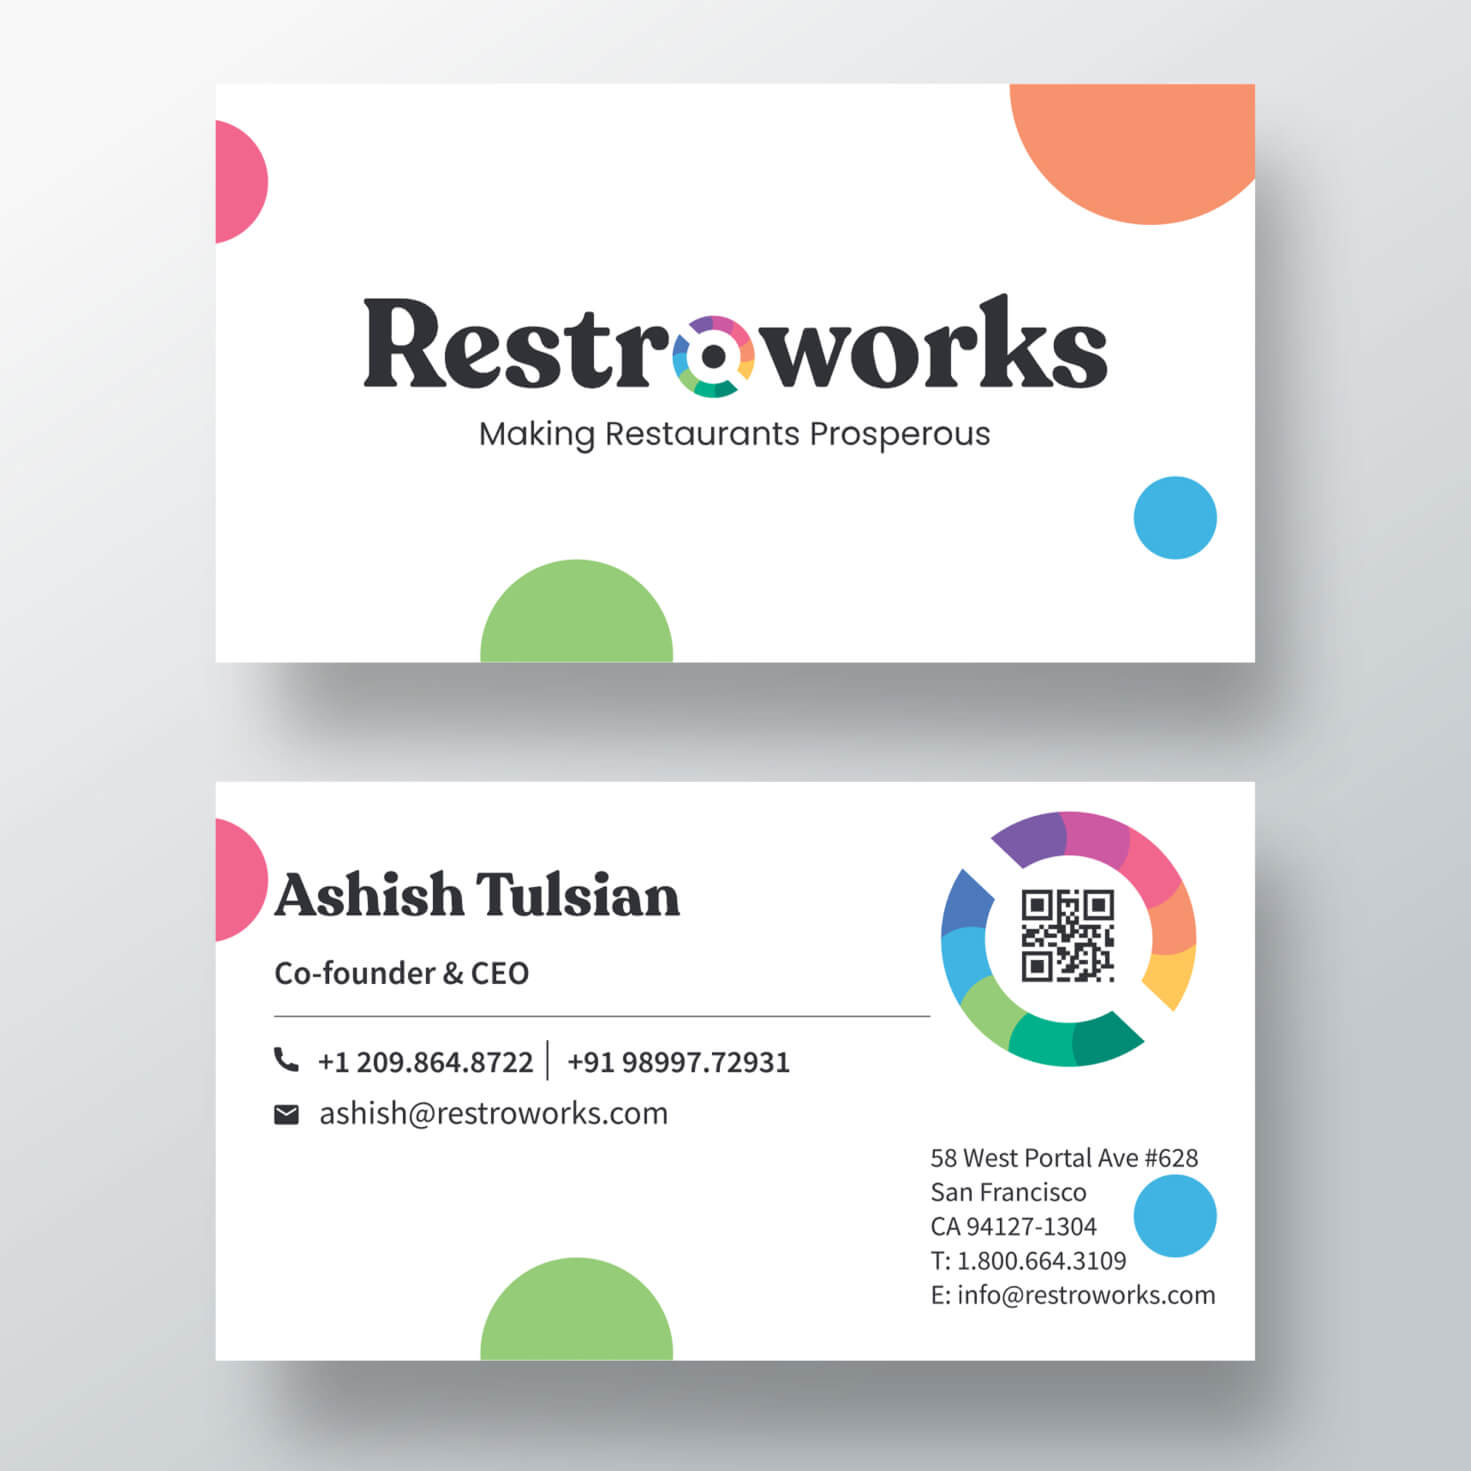 Restroworks
Making Restaurants Prosperous
Ashish Tulsian
Co-founder & CEO
+1 209.864.8722 | +91 98997.72931
ashish@restroworks.com
58 West Portal Ave #628
San Francisco
CA 94127-1304
T: 1.800.664.3109
E: info@restroworks.com